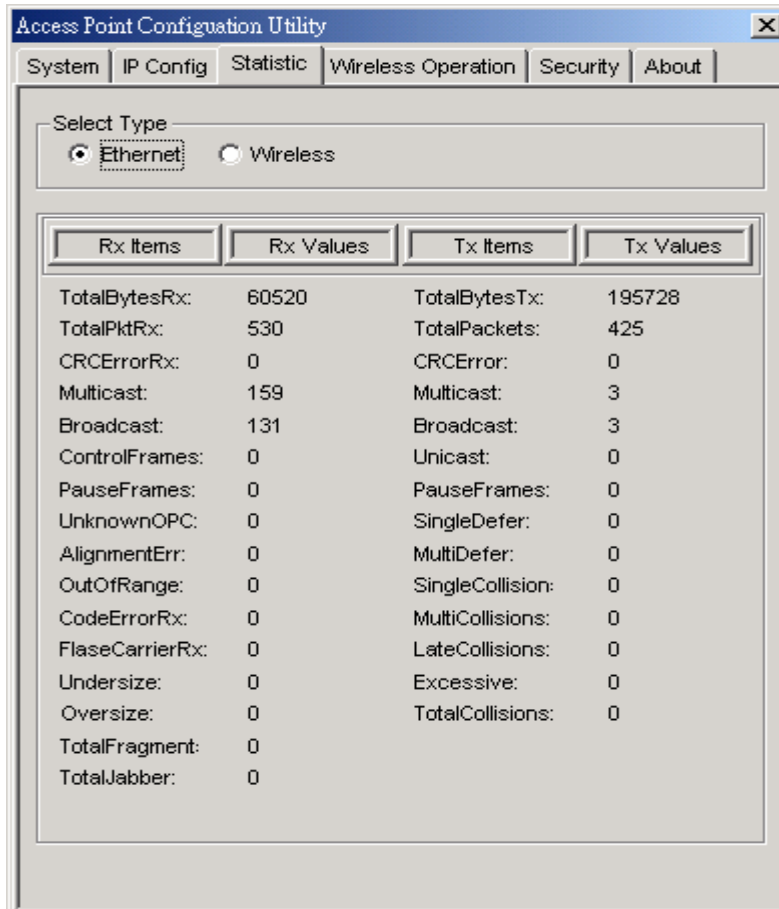 Access Point Configuation Utility
System IP Config Statistic Wireless Operation Security About
Select Type
Ethernet Wireless
Rx Items Rx Values Tx Items Tx Values
TotalBytesRx: 60520 TotalBytesTx: 195728
TotalPktRx: 530 TotalPackets: 425
CRCErrorRx: 0 CRCError: 0
Multicast: 159 Multicast: 3
Broadcast: 131 Broadcast: 3
ControlFrames: 0 Unicast: 0
PauseFrames: 0 PauseFrames: 0
UnknownOPC: 0 SingleDefer: 0
AlignmentErr: 0 MultiDefer: 0
OutOfRange: 0 SingleCollision: 0
CodeErrorRx: 0 MultiCollisions: 0
FlaseCarrierRx: 0 LateCollisions: 0
Undersize: 0 Excessive: 0
Oversize: 0 TotalCollisions: 0
TotalFragment: 0
TotalJabber: 0